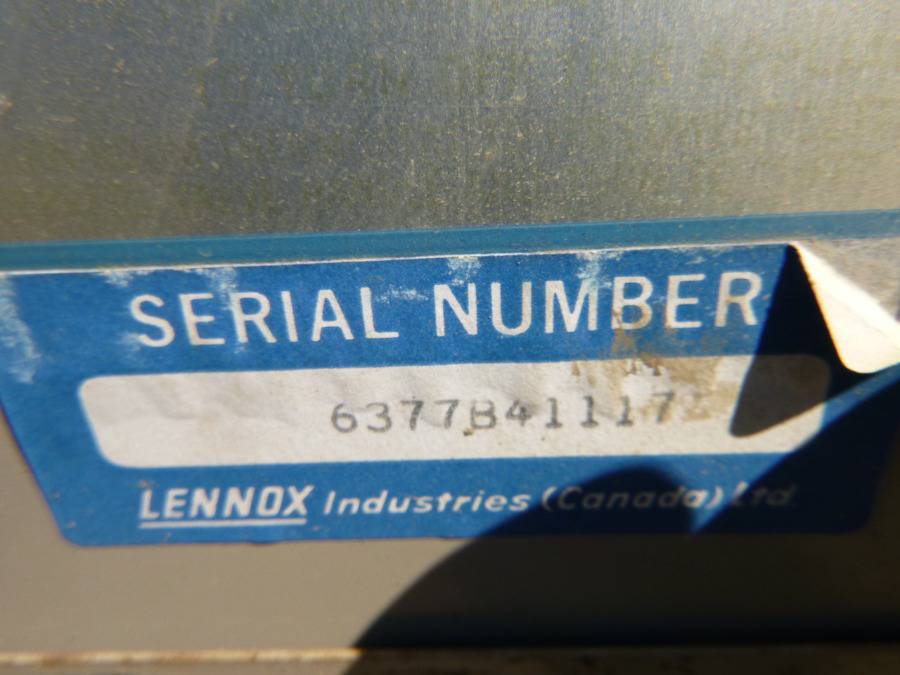 SERIAL NUMBER
6377B41117
LENNOX Industries (Canada) Ltd.